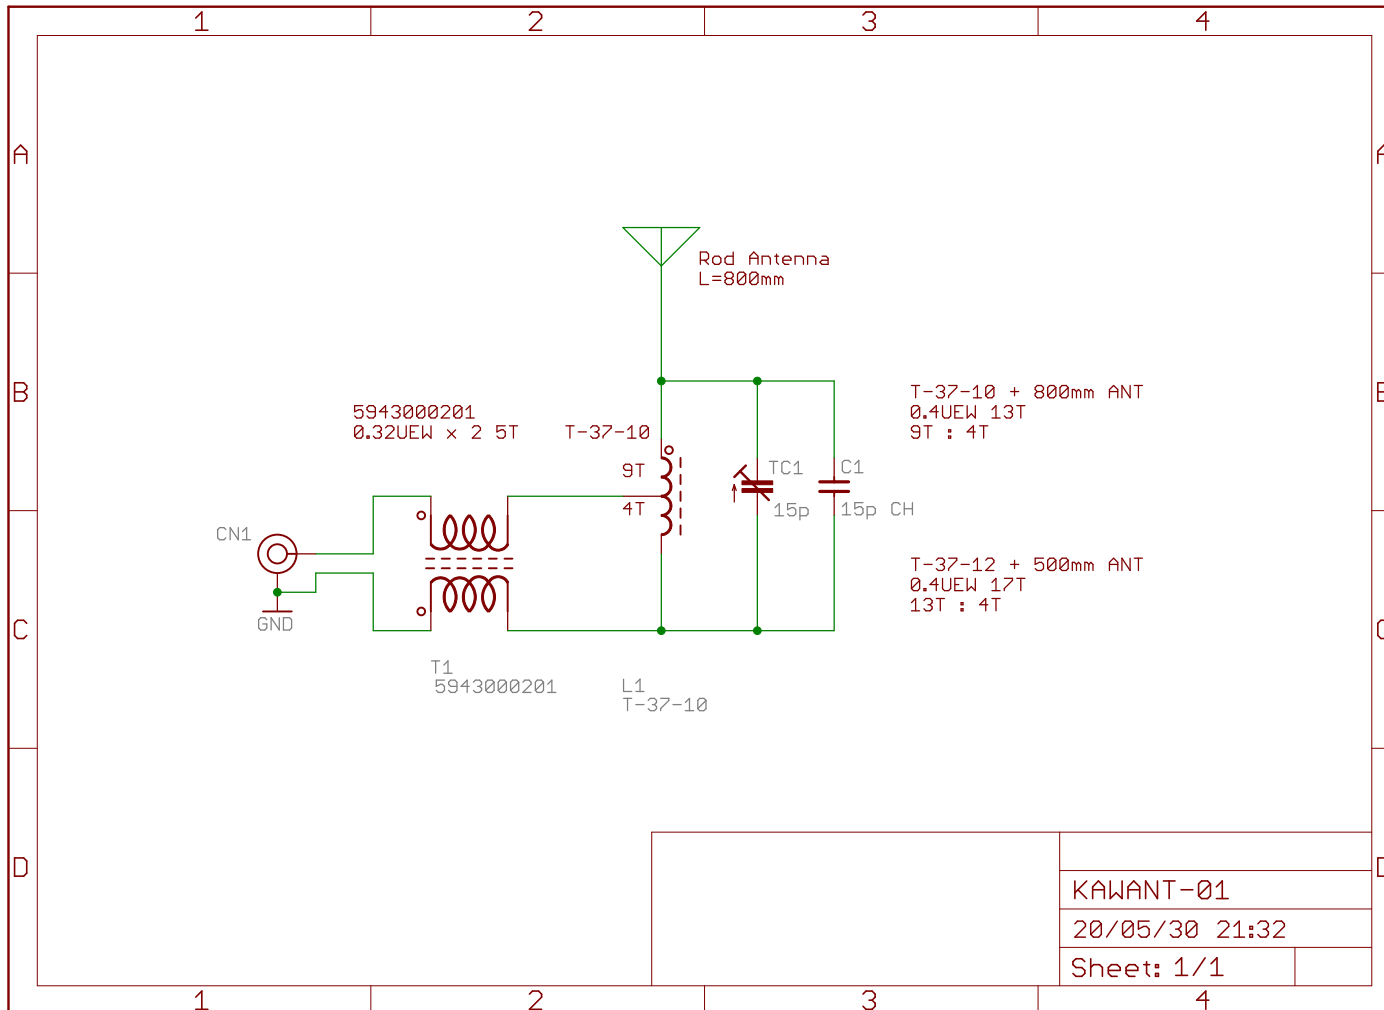 1 2 3 4
A A
Rod Antenna
L=800mm
B B
T-37-10 + 800mm ANT
0.4UEW 13T
9T : 4T
5943000201
0.32UEW x 2 5T
T-37-10
9T
4T
TC1
15p
C1
15p CH
CN1
GND
T-37-12 + 500mm ANT
0.4UEW 17T
13T : 4T
C C
T1
5943000201
L1
T-37-10
D D
KAWANT-01
20/05/30 21:32
Sheet: 1/1
1 2 3 4